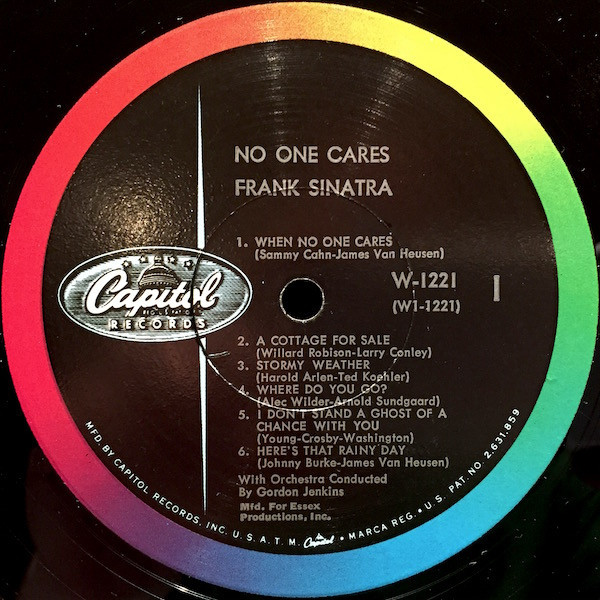 NO ONE CARES
FRANK SINATRA
1. WHEN NO ONE CARES
(Sammy Cahn-James Van Heusen)
Capitol
RECORDS
W-1221
I
(W1-1221)
2. A COTTAGE FOR SALE
(Willard Robison-Larry Conley)
3. STORMY WEATHER
(Harold Arlen-Ted Koehler)
4. WHERE DO YOU GO?
(Alec Wilder-Arnold Sundgaard)
5. I DON'T STAND A GHOST OF A
CHANCE WITH YOU
(Young-Crosby-Washington)
6. HERE'S THAT RAINY DAY
(Johnny Burke-James Van Heusen)
With Orchestra Conducted
By Gordon Jenkins
Mfd. For Essex
Productions, Inc.
MFD. BY CAPITOL RECORDS, INC. U. S. A. T. M. Capitol • MARCA REG. • U. S. PAT. NO. 2,631,859